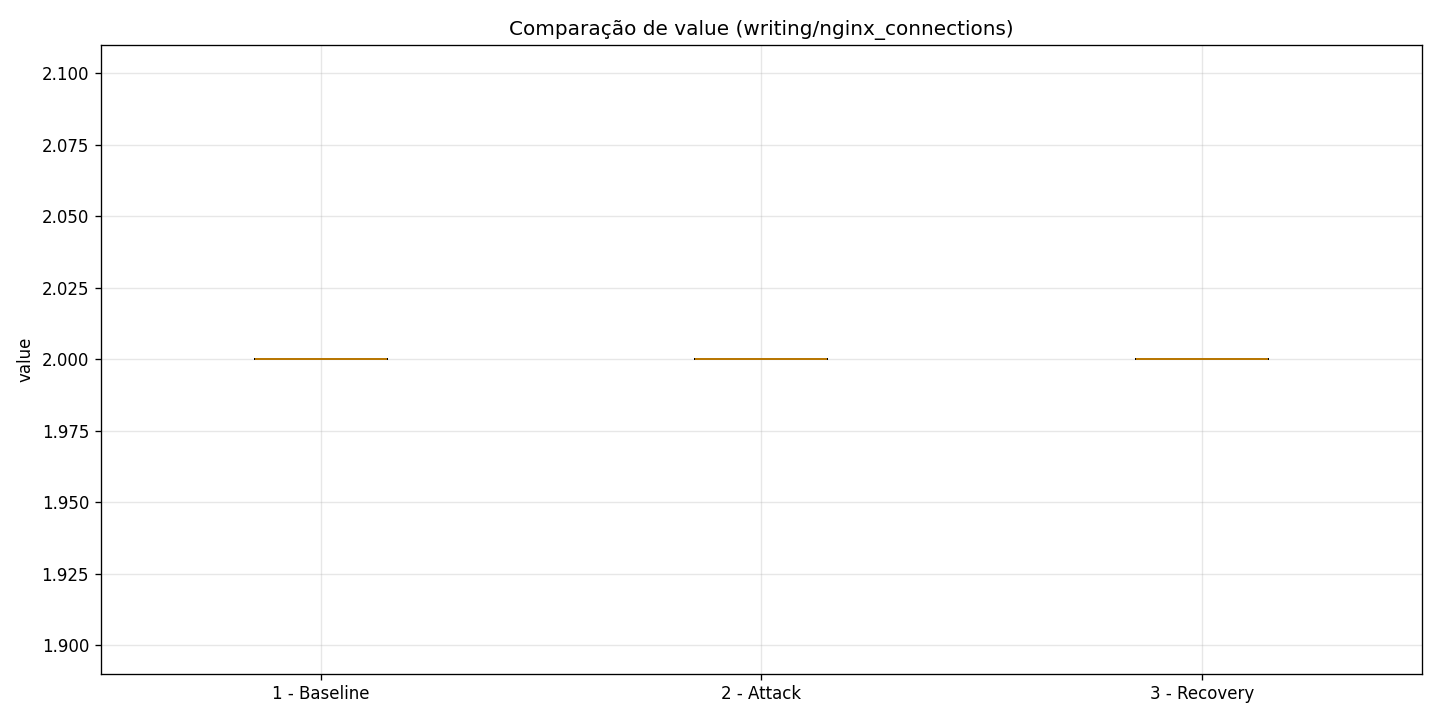 Comparação de value (writing/nginx_connections)
2.100
2.075
2.050
2.025
2.000
1.975
1.950
1.925
1.900
value
1 - Baseline
2 - Attack
3 - Recovery